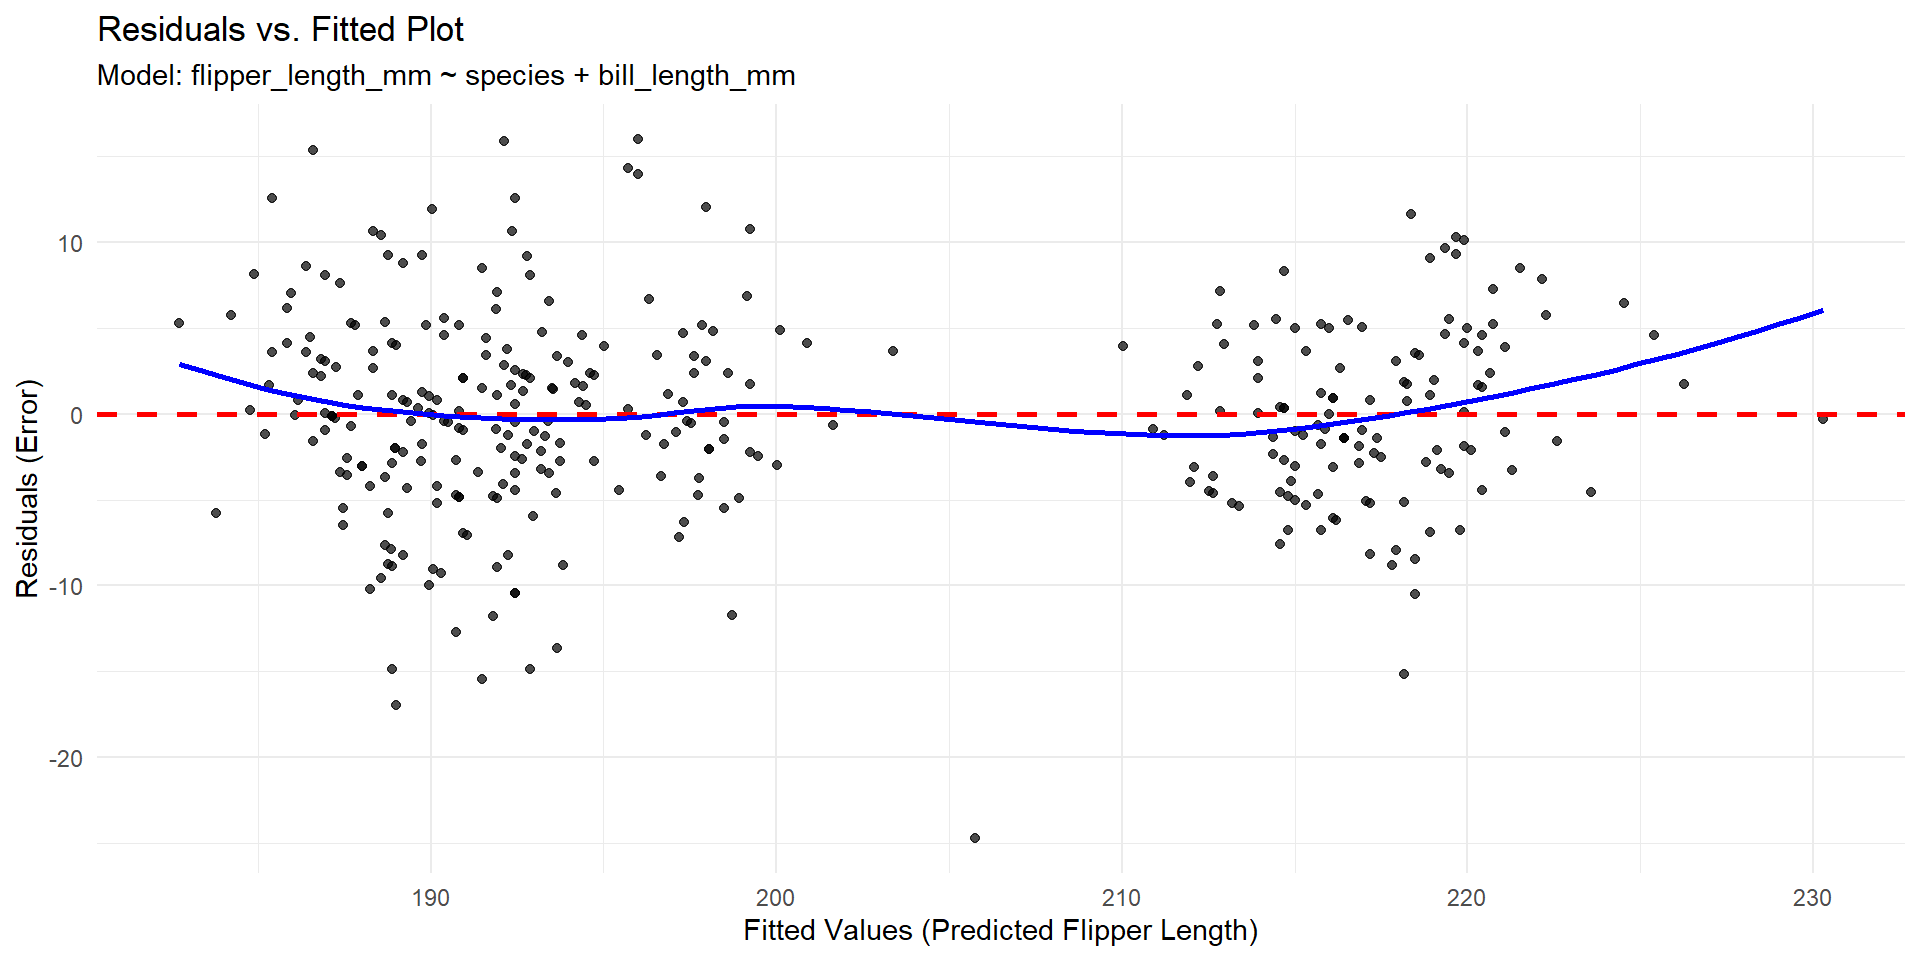 Residuals vs. Fitted Plot
Model: flipper_length_mm ~ species + bill_length_mm
Residuals (Error)
10
0
-10
-20
190 200 210 220 230
Fitted Values (Predicted Flipper Length)